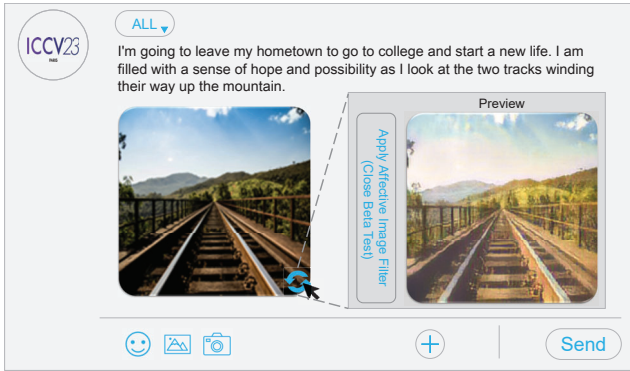 ICCV23
PARIS
ALL
I'm going to leave my hometown to go to college and start a new life. I am
filled with a sense of hope and possibility as I look at the two tracks winding
their way up the mountain.
Preview
Apply Affective Image Filter
(Close Beta Test)
Send